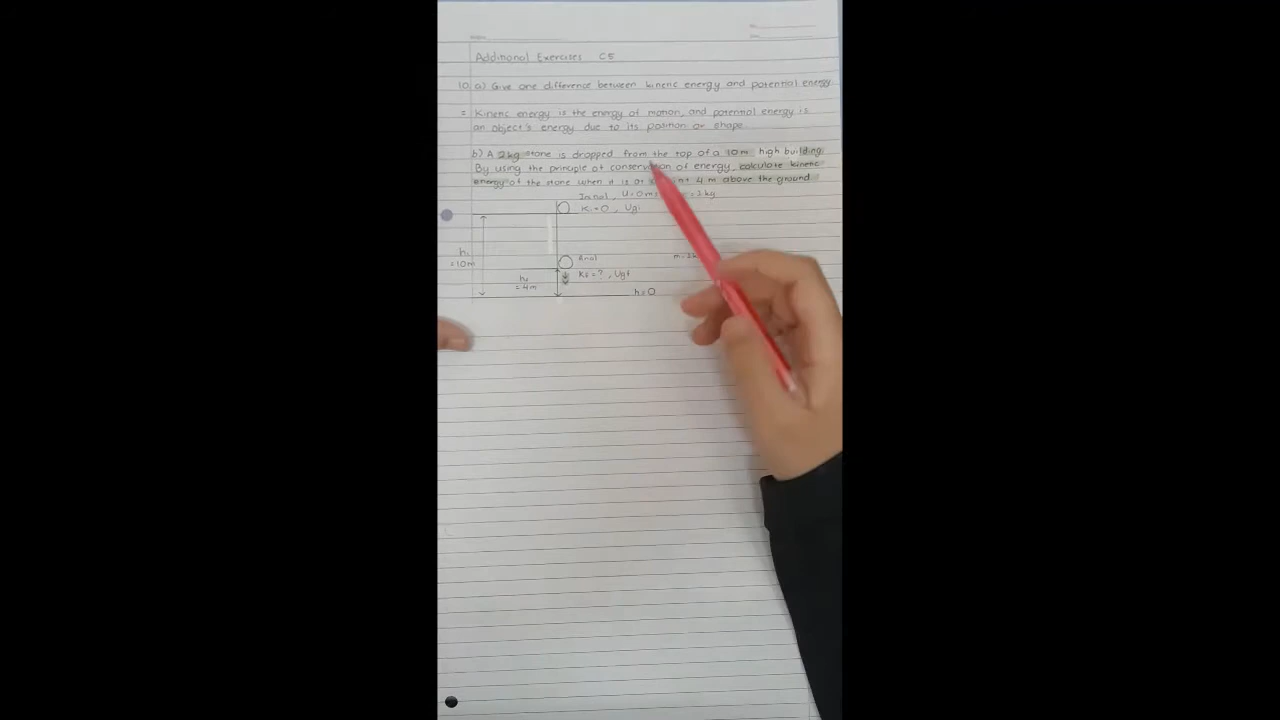 Additional Exercises C5
10. a) Give one difference between kinetic energy and potential energy
= Kinetic energy is the energy of motion, and potential energy is
an object's energy due to its position or shape
b) A 2kg stone is dropped from the top of a 10m high building.
By using the principle of conservation of energy, calculate kinetic
energy of the stone when it is at 4 m above the ground
Initial, U=0ms = 2 kg
Ki=0, Ugi
hi
=10m
final
Kf=?, Ugf
hf
=4m
h=0